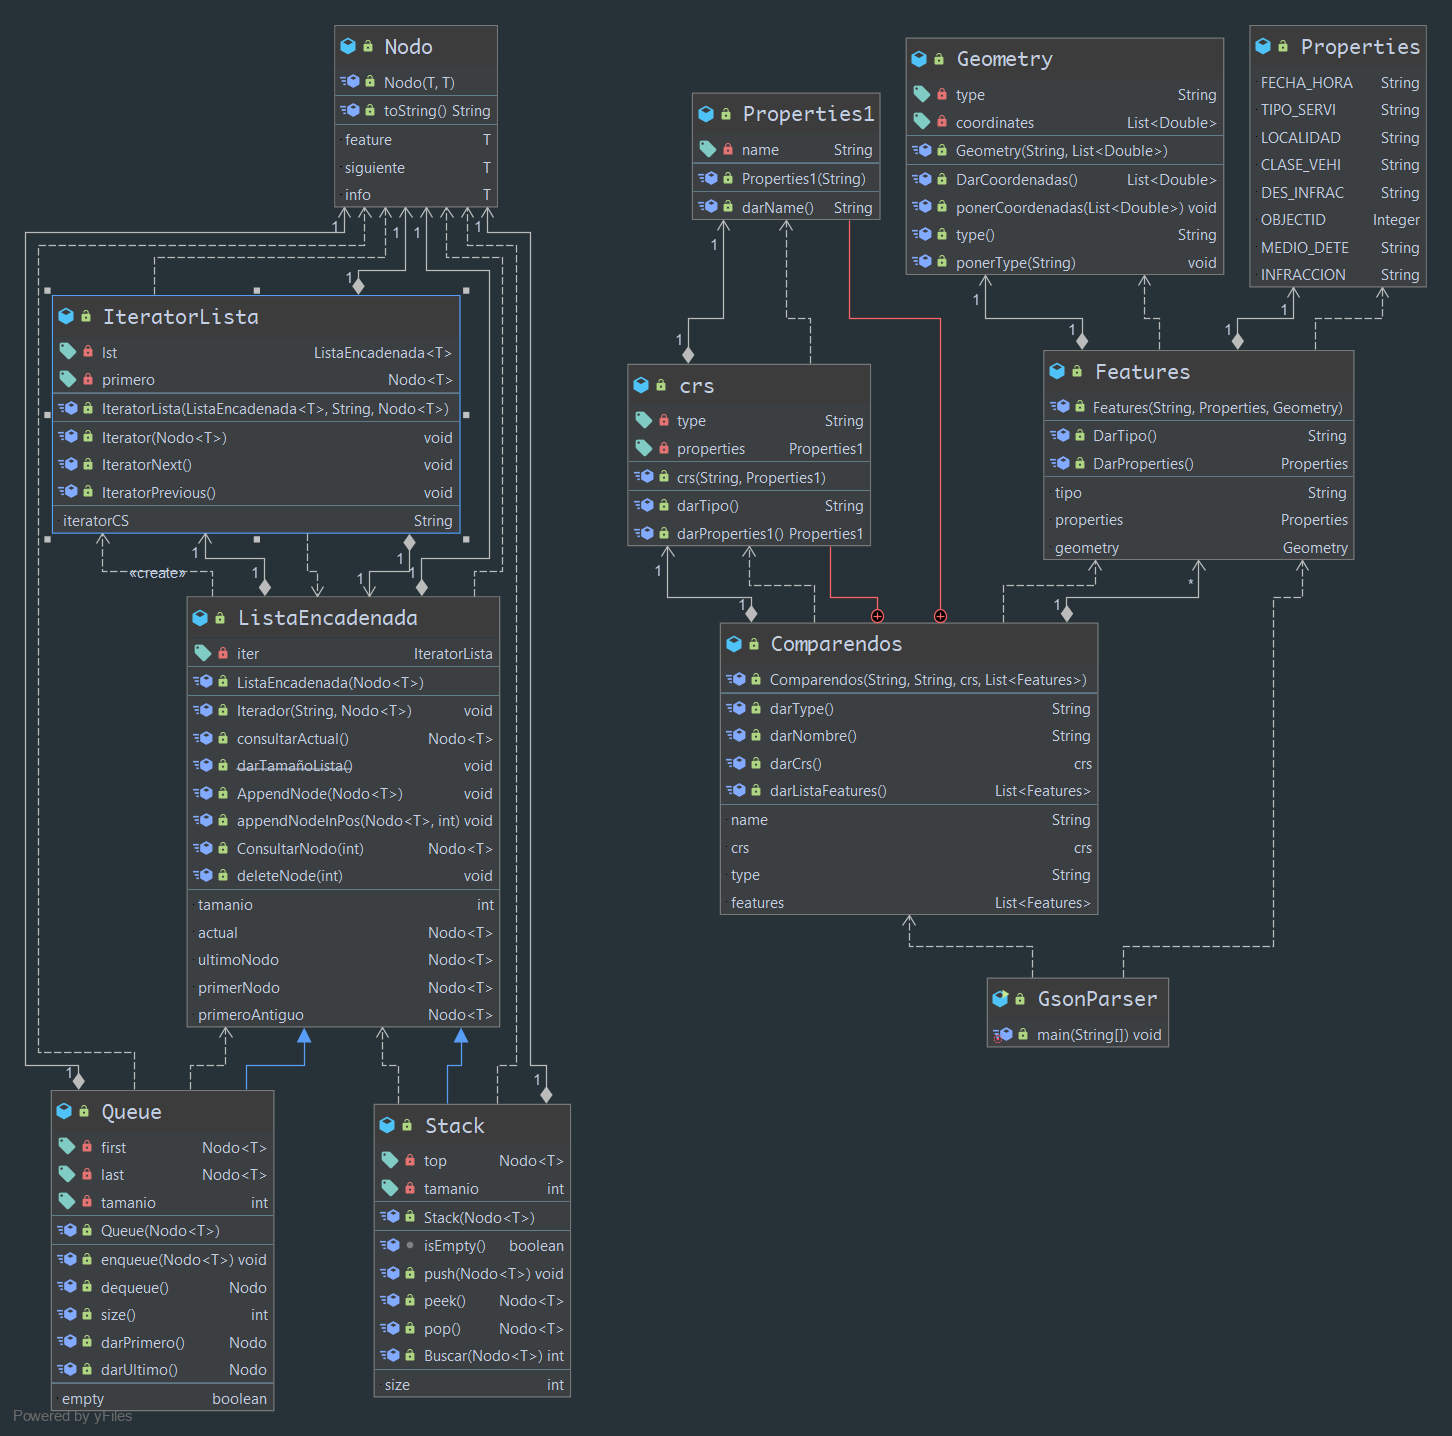 Nodo
Nodo(T, T)
toString() String
feature T
siguiente T
info T
Properties1
name String
Properties1(String)
darName() String
Geometry
type String
coordinates List<Double>
Geometry(String, List<Double>)
DarCoordenadas() List<Double>
ponerCoordenadas(List<Double>) void
type() String
ponerType(String) void
Properties
FECHA_HORA String
TIPO_SERVI String
LOCALIDAD String
CLASE_VEHI String
DES_INFRAC String
OBJECTID Integer
MEDIO_DETE String
INFRACCION String
1 1 1 1
1
1
1
1
IteratorLista
lst ListaEncadenada<T>
primero Nodo<T>
IteratorLista(ListaEncadenada<T>, String, Nodo<T>)
Iterator(Nodo<T>) void
IteratorNext() void
IteratorPrevious() void
iteratorCS String
1
1 1
crs
type String
properties Properties1
crs(String, Properties1)
darTipo() String
darProperties1() Properties1
Features
Features(String, Properties, Geometry)
DarTipo() String
DarProperties() Properties
tipo String
properties Properties
geometry Geometry
1 1
«create» 1 1 1
1 *
1 1
ListaEncadenada
iter IteratorLista
ListaEncadenada(Nodo<T>)
Iterador(String, Nodo<T>) void
consultarActual() Nodo<T>
darTamañoLista() void
AppendNode(Nodo<T>) void
appendNodeInPos(Nodo<T>, int) void
ConsultarNodo(int) Nodo<T>
deleteNode(int) void
tamanio int
actual Nodo<T>
ultimoNodo Nodo<T>
primerNodo Nodo<T>
primeroAntiguo Nodo<T>
Comparendos
Comparendos(String, String, crs, List<Features>)
darType() String
darNombre() String
darCrs() crs
darListaFeatures() List<Features>
name String
crs crs
type String
features List<Features>
GsonParser
main(String[]) void
1
1
Queue
first Nodo<T>
last Nodo<T>
tamanio int
Queue(Nodo<T>)
enqueue(Nodo<T>) void
dequeue() Nodo
size() int
darPrimero() Nodo
darUltimo() Nodo
empty boolean
Stack
top Nodo<T>
tamanio int
Stack(Nodo<T>)
isEmpty() boolean
push(Nodo<T>) void
peek() Nodo<T>
pop() Nodo<T>
Buscar(Nodo<T>) int
size int
Powered by yFiles